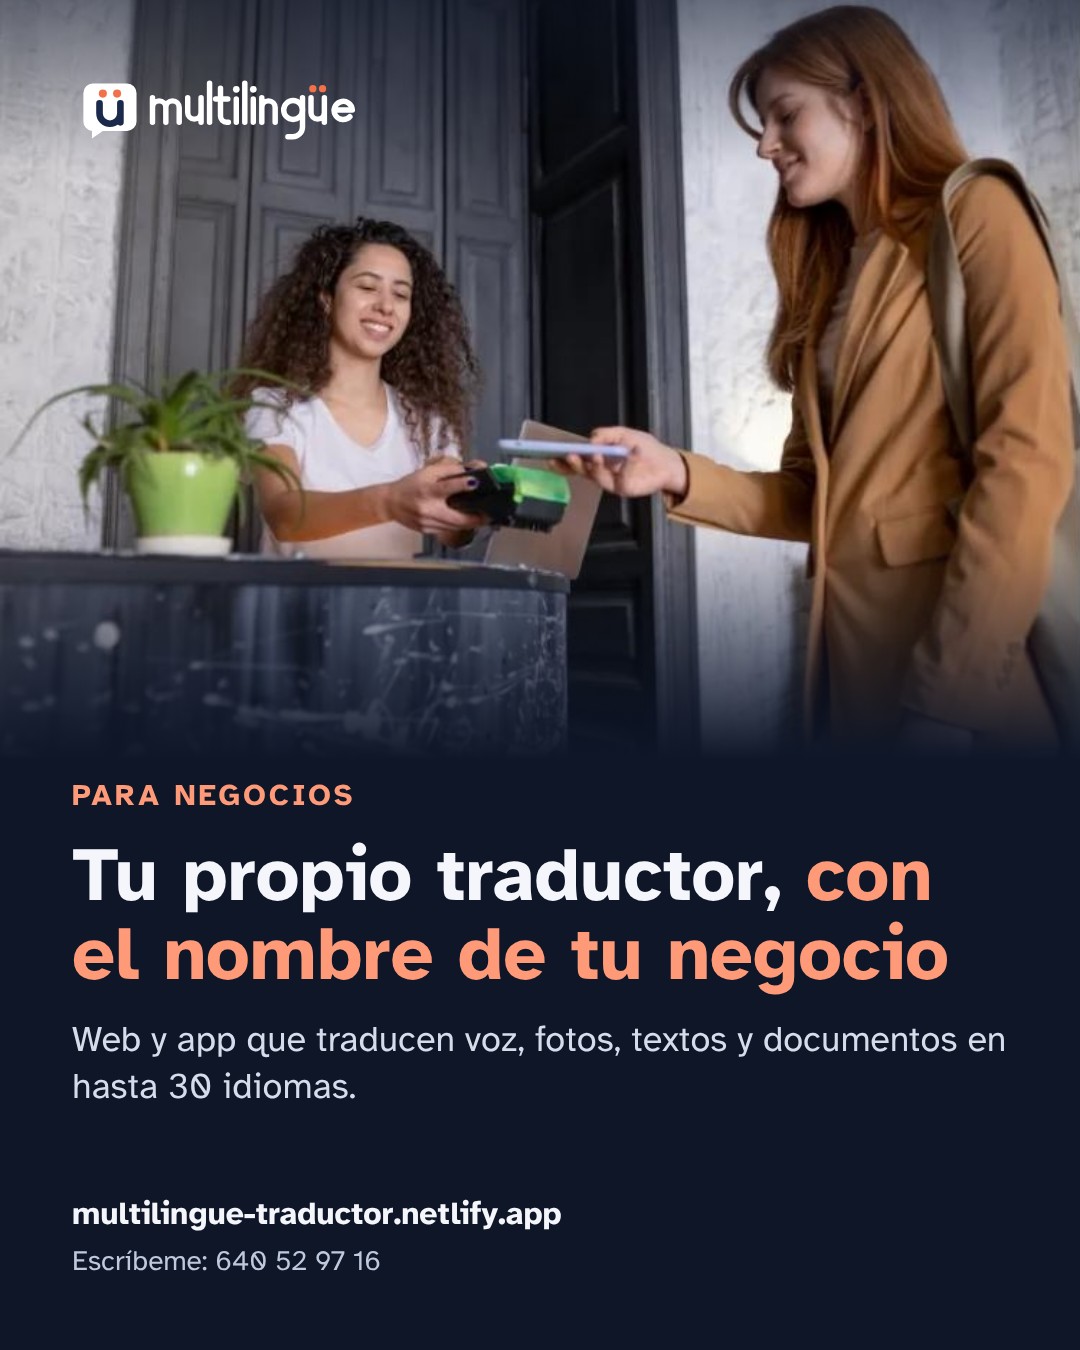 ü multilingüe
PARA NEGOCIOS
Tu propio traductor, con
el nombre de tu negocio
Web y app que traducen voz, fotos, textos y documentos en
hasta 30 idiomas.
multilingue-traductor.netlify.app
Escríbeme: 640 52 97 16